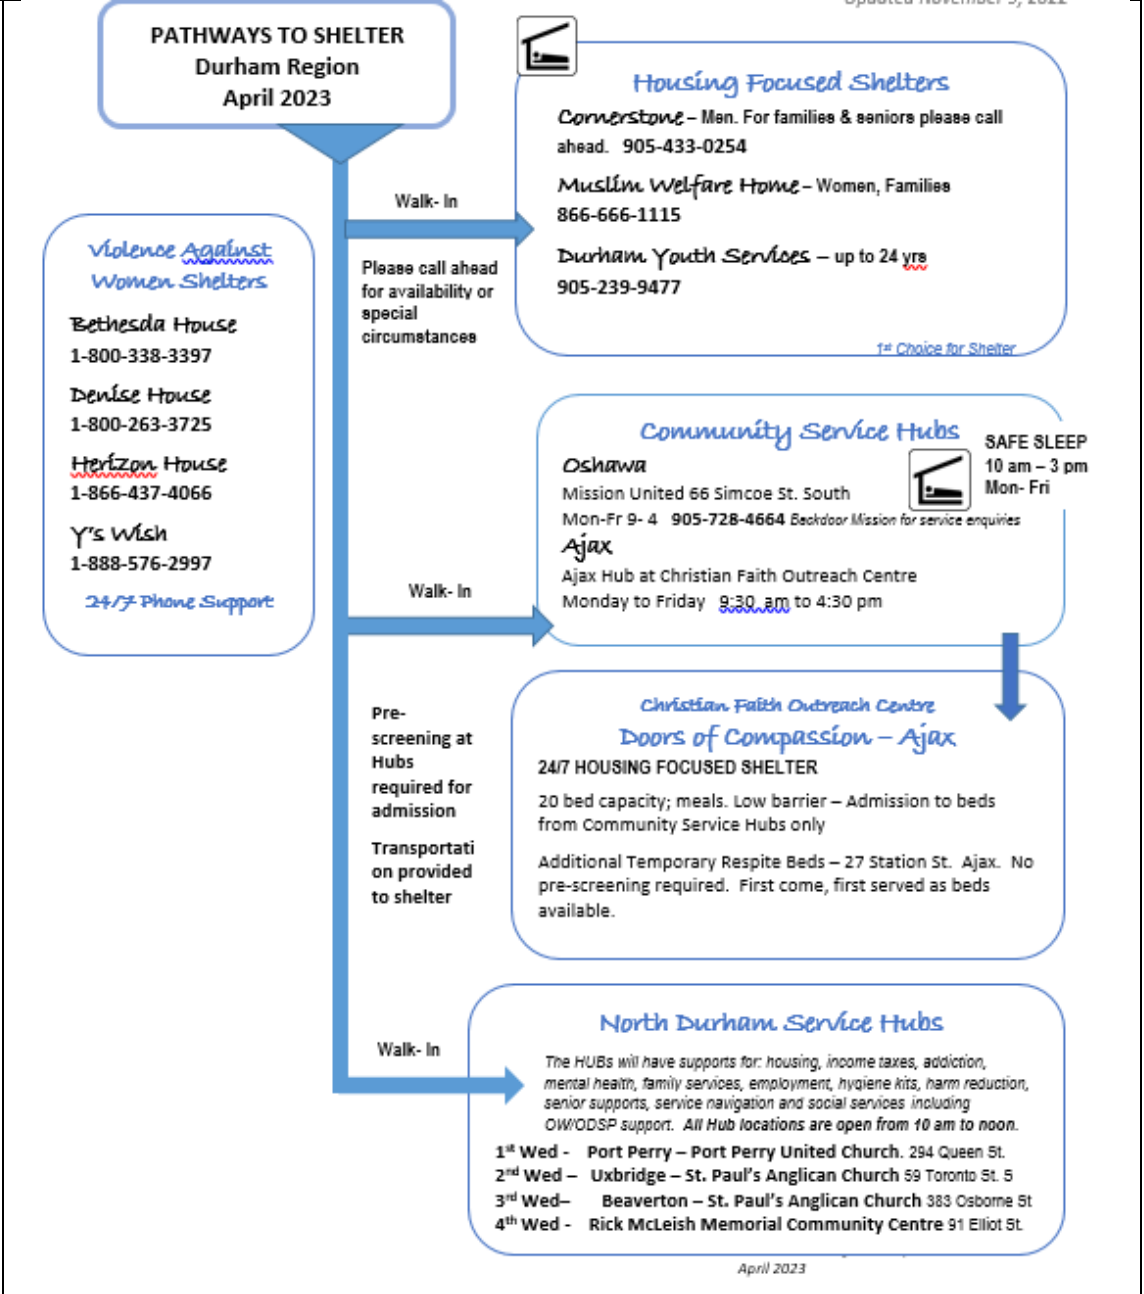 Updated November 9, 2022
PATHWAYS TO SHELTER
Durham Region
April 2023
Housing Focused Shelters
Cornerstone – Men. For families & seniors please call
ahead. 905-433-0254
Muslim Welfare Home – Women, Families
866-666-1115
Durham Youth Services – up to 24 yrs
905-239-9477
1st Choice for Shelter
Walk- In
Please call ahead
for availability or
special
circumstances
Violence Against
Women Shelters
Bethesda House
1-800-338-3397
Denise House
1-800-263-3725
Herizon House
1-866-437-4066
Y's Wish
1-888-576-2997
24/7 Phone Support
Community Service Hubs
SAFE SLEEP
10 am – 3 pm
Mon- Fri
Oshawa
Mission United 66 Simcoe St. South
Mon-Fr 9- 4 905-728-4664 Backdoor Mission for service enquiries
Ajax
Ajax Hub at Christian Faith Outreach Centre
Monday to Friday 9:30 am to 4:30 pm
Walk- In
Pre-
screening at
Hubs
required for
admission
Transportati
on provided
to shelter
Christian Faith Outreach Centre
Doors of Compassion – Ajax
24/7 HOUSING FOCUSED SHELTER
20 bed capacity; meals. Low barrier – Admission to beds
from Community Service Hubs only
Additional Temporary Respite Beds – 27 Station St. Ajax. No
pre-screening required. First come, first served as beds
available.
Walk- In
North Durham Service Hubs
The HUBs will have supports for: housing, income taxes, addiction,
mental health, family services, employment, hygiene kits, harm reduction,
senior supports, service navigation and social services including
OW/ODSP support. All Hub locations are open from 10 am to noon.
1st Wed - Port Perry – Port Perry United Church. 294 Queen St.
2nd Wed – Uxbridge – St. Paul's Anglican Church 59 Toronto St. S
3rd Wed– Beaverton – St. Paul's Anglican Church 383 Osborne St
4th Wed - Rick McLeish Memorial Community Centre 91 Elliot St.
April 2023